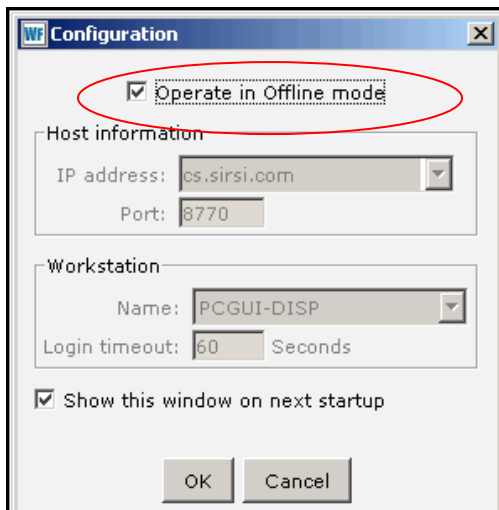 WF Configuration
Operate in Offline mode
Host information
IP address: cs.sirsi.com
Port: 8770
Workstation
Name: PCGUI-DISP
Login timeout: 60 Seconds
Show this window on next startup
OK Cancel